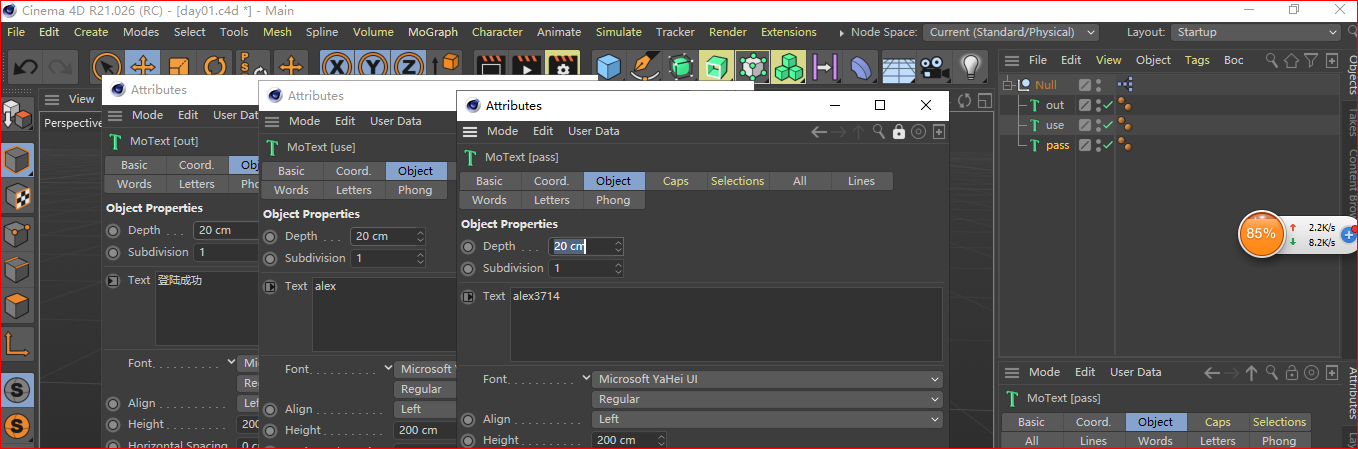 Cinema 4D R21.026 (RC) - [day01.c4d *] - Main
File Edit Create Modes Select Tools Mesh Spline Volume MoGraph Character Animate Simulate Tracker Render Extensions Node Space: Current (Standard/Physical) Layout: Startup
PSR X Y Z
File Edit View Object Tags Boc
Null
out
use
pass
Objects
Takes
Content Brow
View
Perspective
Attributes
Mode Edit User Data
MoText [out]
Basic Coord. Obj
Words Letters Pho
Object Properties
Depth . . . 20 cm
Subdivision 1
Text 登陆成功
Font. . . . . . . . . Mi
Re
Align . . . . . . . . Left
Height . . . . . . . 200
Horizontal Spacing 0 c
Attributes
Mode Edit User Data
MoText [use]
Basic Coord. Object
Words Letters Phong
Object Properties
Depth . . . 20 cm
Subdivision 1
Text alex
Font. . . . . . . . . Microsoft Y
Regular
Align . . . . . . . . Left
Height . . . . . . . 200 cm
Attributes
Mode Edit User Data
MoText [pass]
Basic Coord. Object Caps Selections All Lines
Words Letters Phong
Object Properties
Depth . . . 20 cm
Subdivision 1
Text alex3714
Font. . . . . . . . . Microsoft YaHei UI
Regular
Align . . . . . . . . Left
Height . . . . . . . 200 cm
85%
2.2K/s
8.2K/s
Mode Edit User Data
MoText [pass]
Basic Coord. Object Caps Selections
All Lines Words Letters Phong
Attributes
Lay
S
S